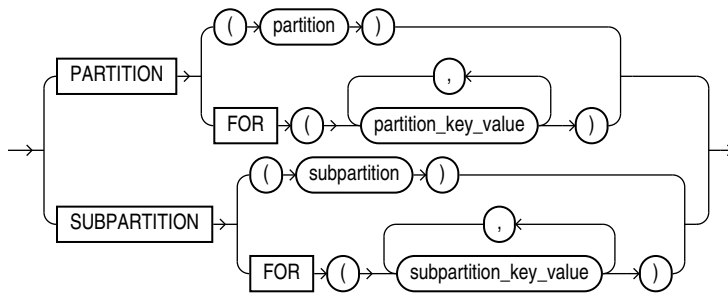 ( partition )
PARTITION
,
FOR ( partition_key_value )
( subpartition )
SUBPARTITION
,
FOR ( subpartition_key_value )